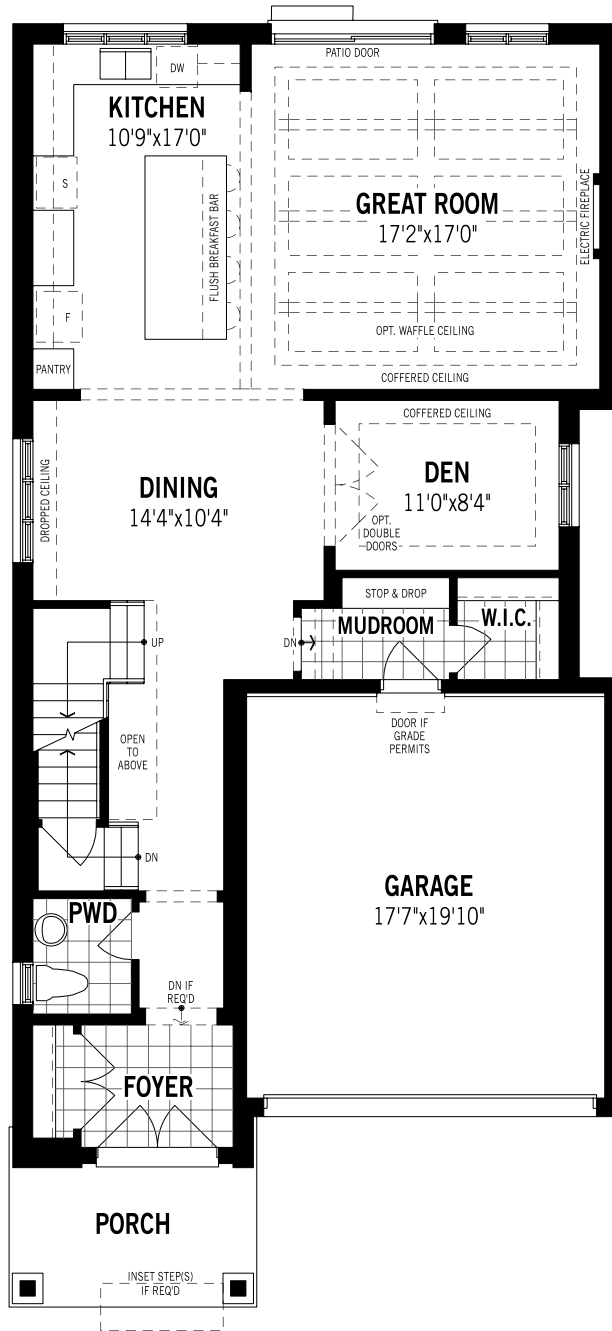 PATIO DOOR
DW
KITCHEN
10'9"x17'0"
S
FLUSH BREAKFAST BAR
GREAT ROOM
17'2"x17'0"
ELECTRIC FIREPLACE
F
OPT. WAFFLE CEILING
PANTRY
COFFERED CEILING
COFFERED CEILING
DROPPED CEILING
DINING
14'4"x10'4"
DEN
11'0"x8'4"
OPT.
DOUBLE
DOORS
STOP & DROP
MUDROOM
W.I.C.
UP
DN
DOOR IF
GRADE
PERMITS
OPEN
TO
ABOVE
DN
GARAGE
17'7"x19'10"
PWD
DN IF
REQ'D
FOYER
PORCH
INSET STEP(S)
IF REQ'D